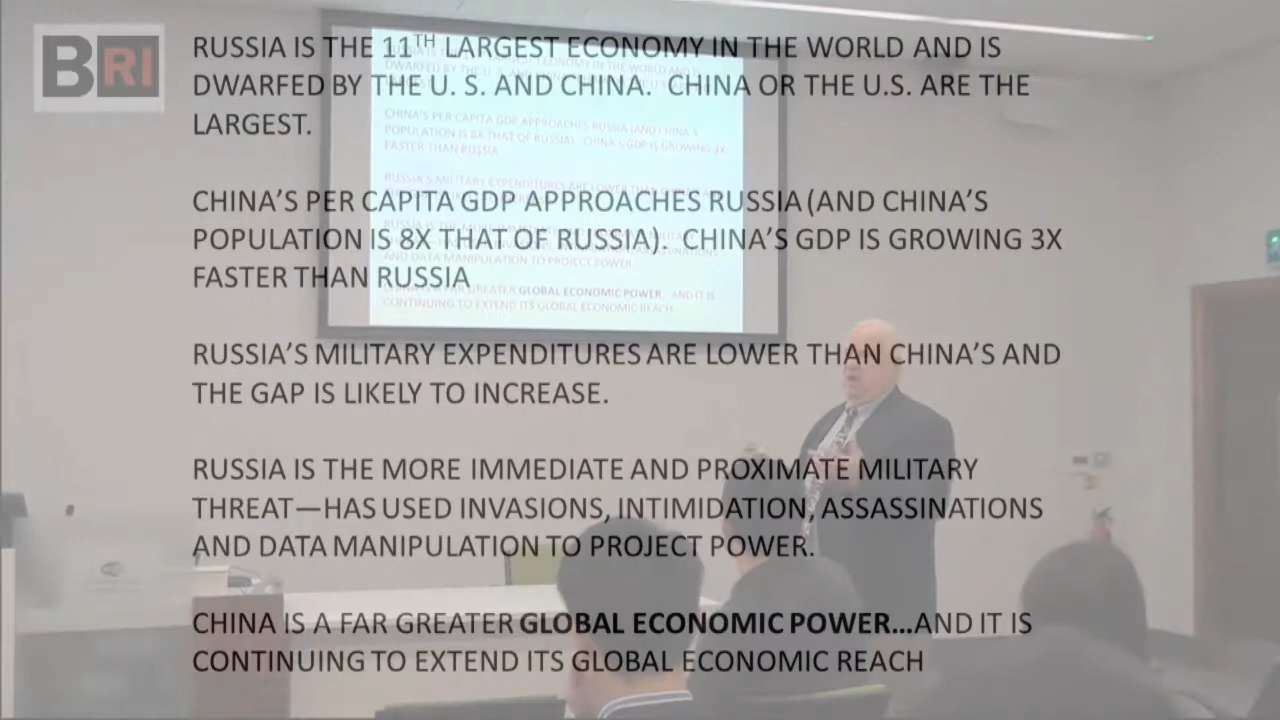 BRI
RUSSIA IS THE 11TH LARGEST ECONOMY IN THE WORLD AND IS
DWARFED BY THE U. S. AND CHINA. CHINA OR THE U.S. ARE THE
LARGEST.
CHINA'S PER CAPITA GDP APPROACHES RUSSIA (AND CHINA'S
POPULATION IS 8X THAT OF RUSSIA). CHINA'S GDP IS GROWING 3X
FASTER THAN RUSSIA
RUSSIA'S MILITARY EXPENDITURES ARE LOWER THAN CHINA'S AND
THE GAP IS LIKELY TO INCREASE.
RUSSIA IS THE MORE IMMEDIATE AND PROXIMATE MILITARY
THREAT—HAS USED INVASIONS, INTIMIDATION, ASSASSINATIONS
AND DATA MANIPULATION TO PROJECT POWER.
CHINA IS A FAR GREATER GLOBAL ECONOMIC POWER...AND IT IS
CONTINUING TO EXTEND ITS GLOBAL ECONOMIC REACH